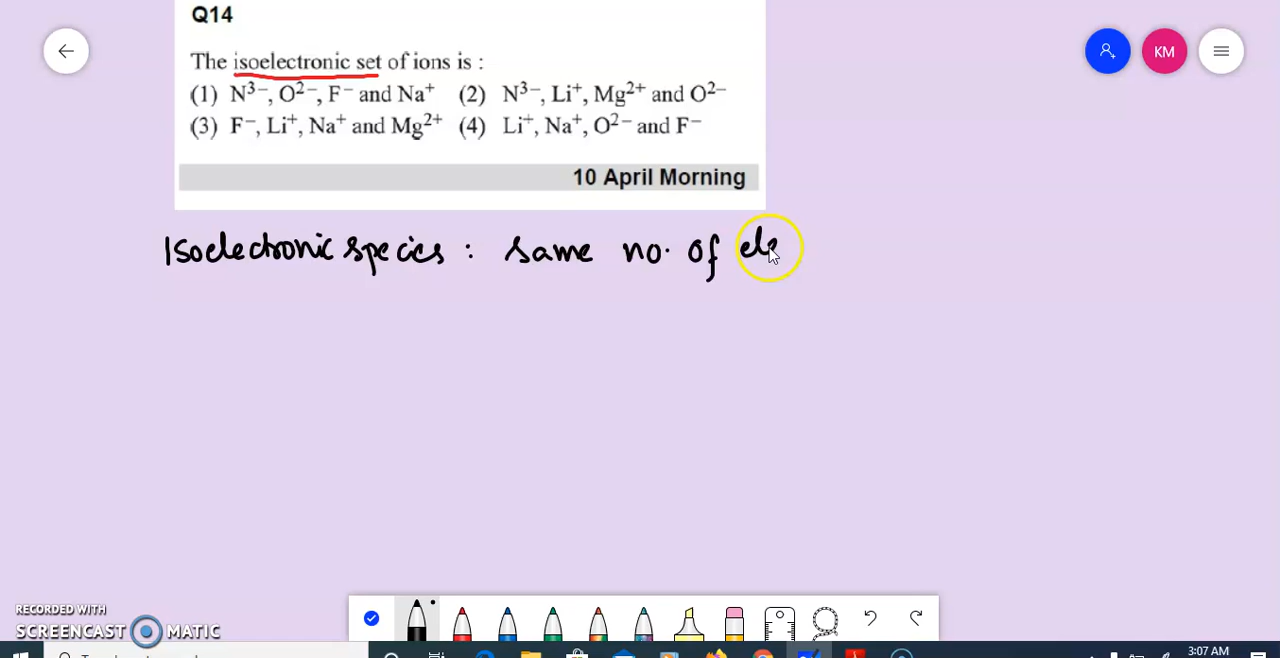 Q14
The isoelectronic set of ions is :
(1) N³⁻, O²⁻, F⁻ and Na⁺ (2) N³⁻, Li⁺, Mg²⁺ and O²⁻
(3) F⁻, Li⁺, Na⁺ and Mg²⁺ (4) Li⁺, Na⁺, O²⁻ and F⁻
10 April Morning
KM
Isoelectronic species : same no. of ele
RECORDED WITH
SCREENCAST MATIC
3:07 AM